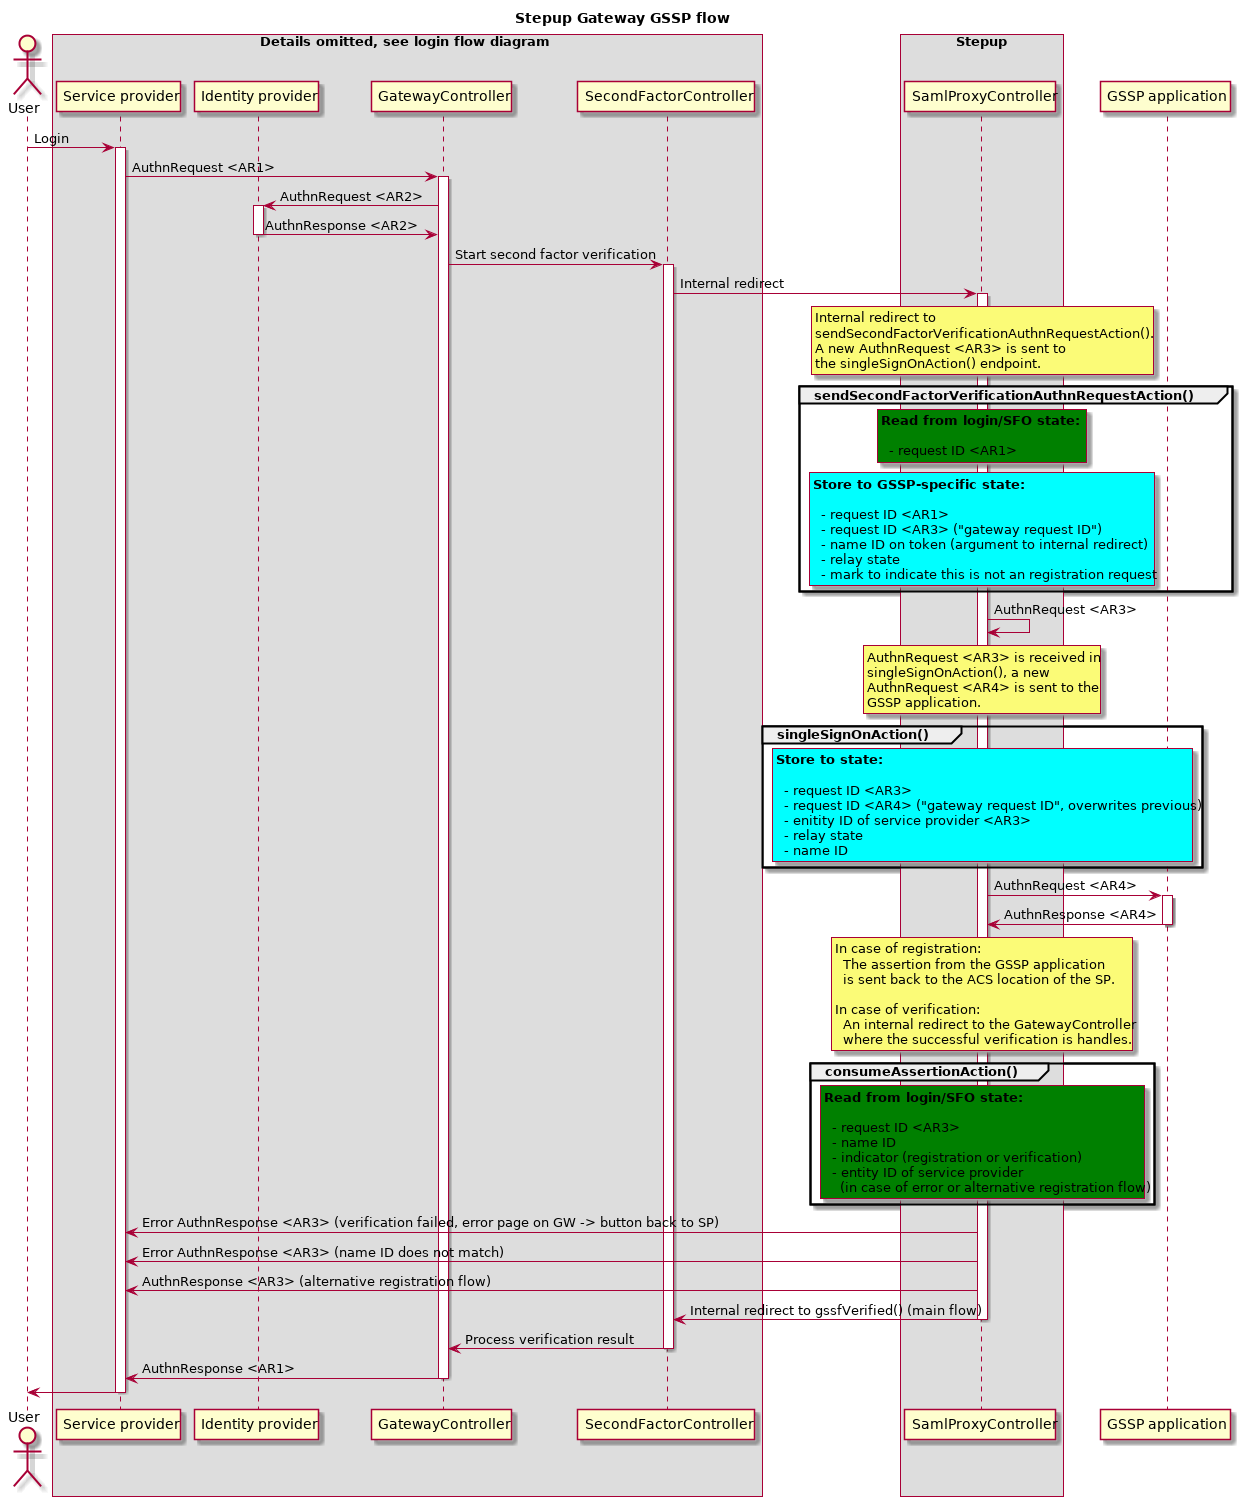 Stepup Gateway GSSP flow
Details omitted, see login flow diagram
Stepup
User
Service provider
Identity provider
GatewayController
SecondFactorController
SamlProxyController
GSSP application
Login
AuthnRequest <AR1>
AuthnRequest <AR2>
AuthnResponse <AR2>
Start second factor verification
Internal redirect
Internal redirect to
sendSecondFactorVerificationAuthnRequestAction().
A new AuthnRequest <AR3> is sent to
the singleSignOnAction() endpoint.
sendSecondFactorVerificationAuthnRequestAction()
Read from login/SFO state:
- request ID <AR1>
Store to GSSP-specific state:
- request ID <AR1>
- request ID <AR3> ("gateway request ID")
- name ID on token (argument to internal redirect)
- relay state
- mark to indicate this is not an registration request
AuthnRequest <AR3>
AuthnRequest <AR3> is received in
singleSignOnAction(), a new
AuthnRequest <AR4> is sent to the
GSSP application.
singleSignOnAction()
Store to state:
- request ID <AR3>
- request ID <AR4> ("gateway request ID", overwrites previous)
- enitity ID of service provider <AR3>
- relay state
- name ID
AuthnRequest <AR4>
AuthnResponse <AR4>
In case of registration:
The assertion from the GSSP application
is sent back to the ACS location of the SP.
In case of verification:
An internal redirect to the GatewayController
where the successful verification is handles.
consumeAssertionAction()
Read from login/SFO state:
- request ID <AR3>
- name ID
- indicator (registration or verification)
- entity ID of service provider
(in case of error or alternative registration flow)
Error AuthnResponse <AR3> (verification failed, error page on GW -> button back to SP)
Error AuthnResponse <AR3> (name ID does not match)
AuthnResponse <AR3> (alternative registration flow)
Internal redirect to gssfVerified() (main flow)
Process verification result
AuthnResponse <AR1>
User
Service provider
Identity provider
GatewayController
SecondFactorController
SamlProxyController
GSSP application